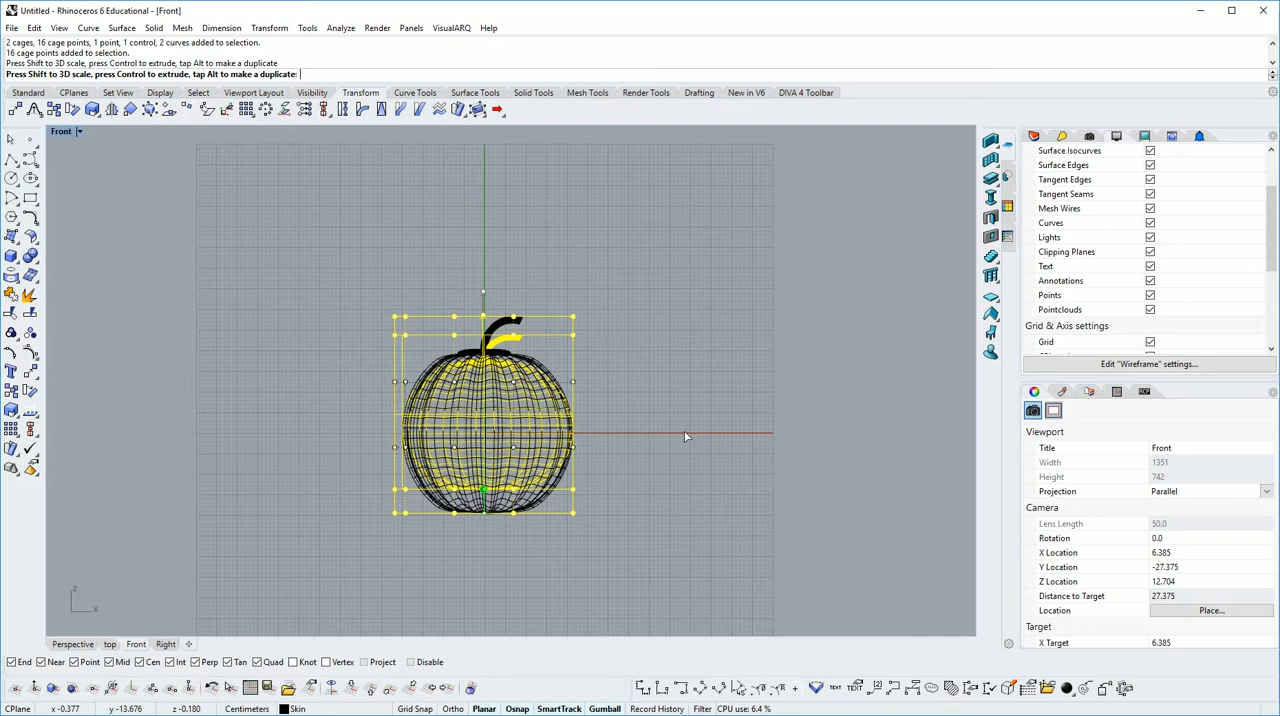 Untitled - Rhinoceros 6 Educational - [Front]
File Edit View Curve Surface Solid Mesh Dimension Transform Tools Analyze Render Panels VisualARQ Help
2 cages, 16 cage points, 1 point, 1 control, 2 curves added to selection.
16 cage points added to selection.
Press Shift to 3D scale, press Control to extrude, tap Alt to make a duplicate
Press Shift to 3D scale, press Control to extrude, tap Alt to make a duplicate:
Standard CPlanes Set View Display Select Viewport Layout Visibility Transform Curve Tools Surface Tools Solid Tools Mesh Tools Render Tools Drafting New in V6 DIVA 4 Toolbar
Front
Surface Isocurves
Surface Edges
Tangent Edges
Tangent Seams
Mesh Wires
Curves
Lights
Clipping Planes
Text
Annotations
Points
Pointclouds
Grid & Axis settings
Grid
Edit "Wireframe" settings...
Viewport
Title Front
Width 1351
Height 742
Projection Parallel
Camera
Lens Length 50.0
Rotation 0.0
X Location 6.385
Y Location -27.375
Z Location 12.704
Distance to Target 27.375
Location Place...
Target
X Target 6.385
z
x
Perspective top Front Right
End Near Point Mid Cen Int Perp Tan Quad Knot Vertex Project Disable
CPlane x -0.377 y -13.676 z -0.180 Centimeters Skin Grid Snap Ortho Planar Osnap SmartTrack Gumball Record History Filter CPU use: 6.4 %